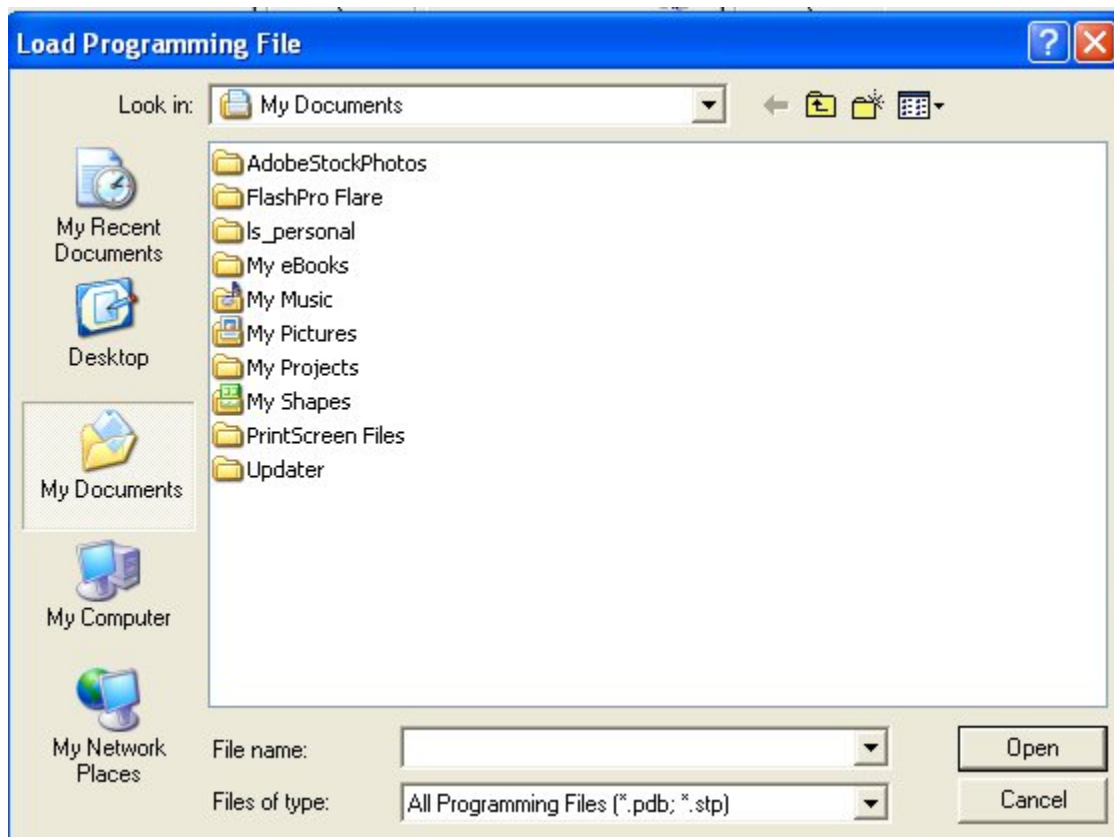 Load Programming File
Look in:
My Documents
My Recent
Documents
Desktop
My Documents
My Computer
My Network
Places
AdobeStockPhotos
FlashPro Flare
ls_personal
My eBooks
My Music
My Pictures
My Projects
My Shapes
PrintScreen Files
Updater
File name:
Open
Files of type:
All Programming Files (*.pdb; *.stp)
Cancel